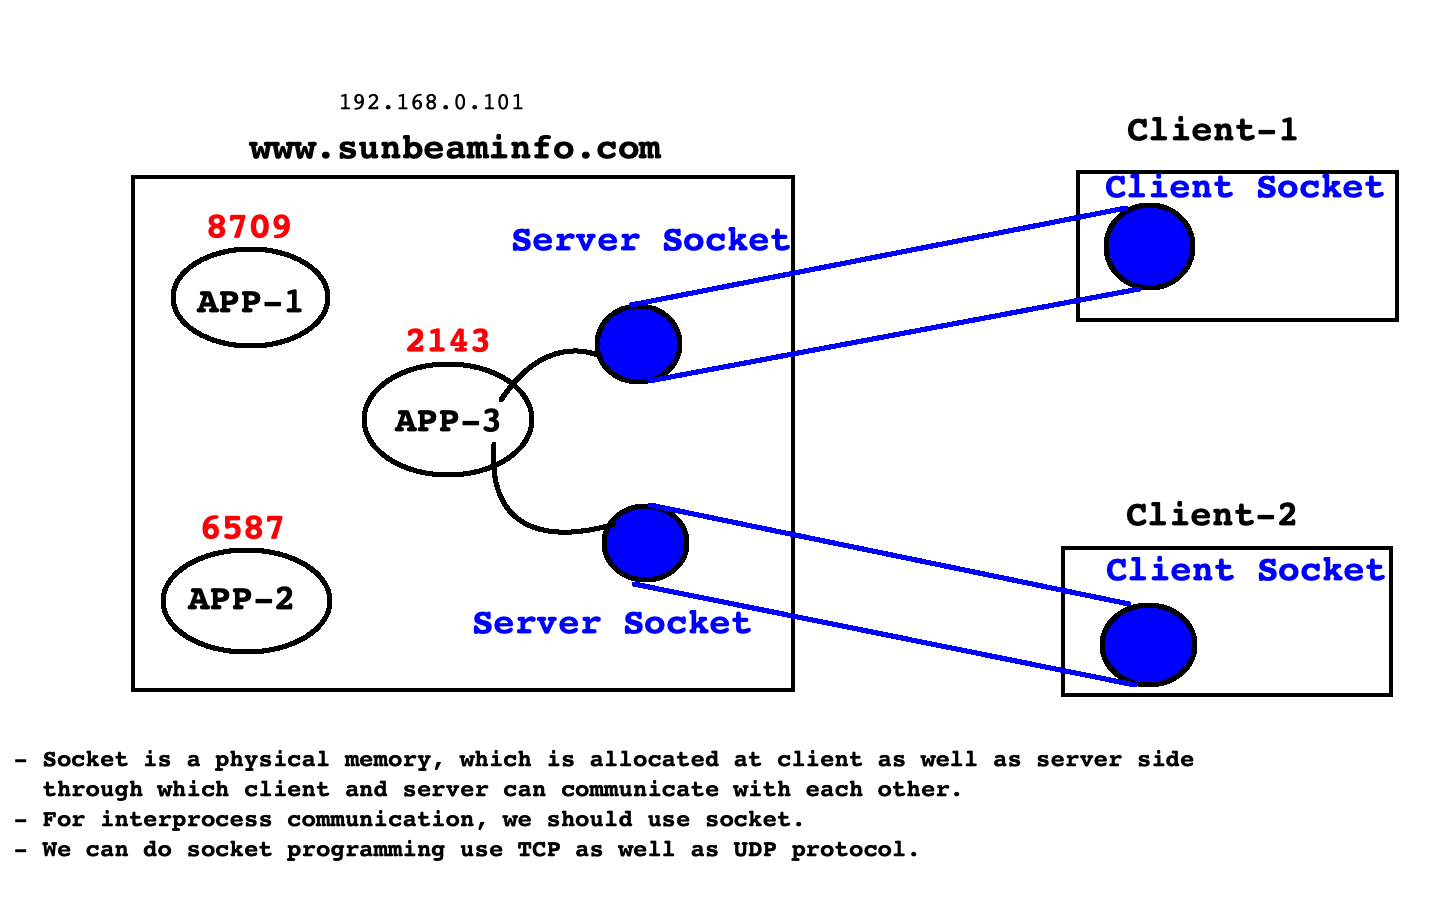 192.168.0.101
www.sunbeaminfo.com
Client-1
Client Socket
8709
Server Socket
APP-1
2143
APP-3
Client-2
6587
Client Socket
APP-2
Server Socket
- Socket is a physical memory, which is allocated at client as well as server side
through which client and server can communicate with each other.
- For interprocess communication, we should use socket.
- We can do socket programming use TCP as well as UDP protocol.